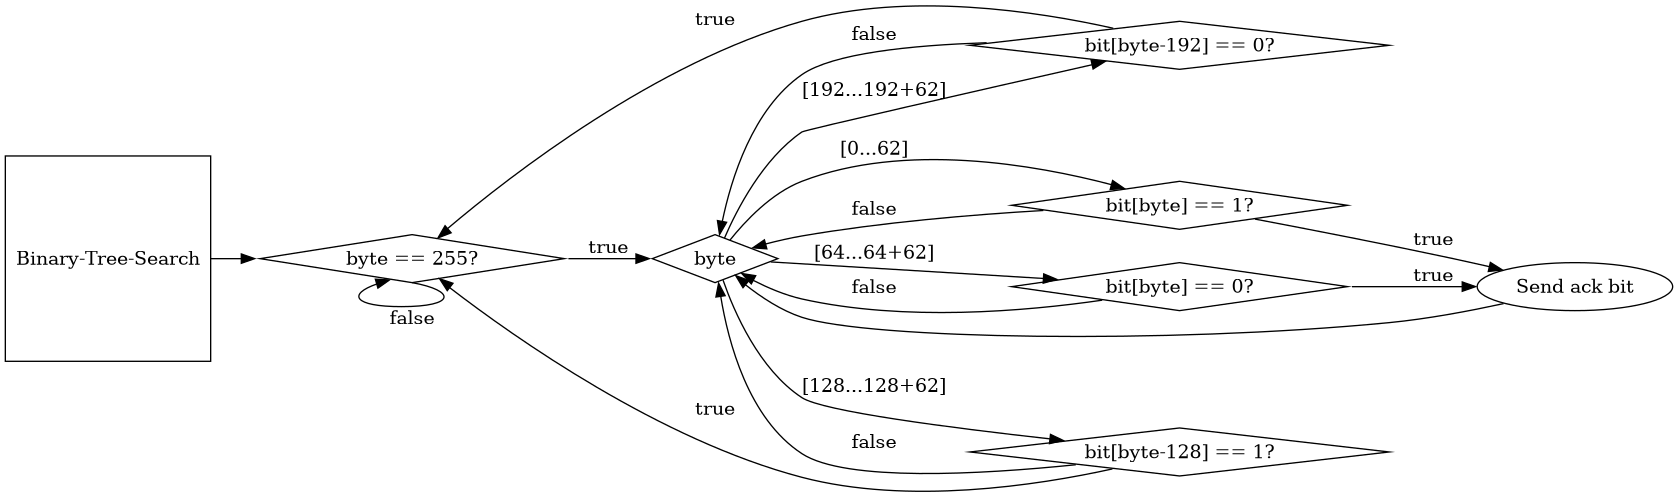 true
false
bit[byte-192] == 0?
[192...192+62]
[0...62]
false
bit[byte] == 1?
true
Binary-Tree-Search
byte == 255?
true
byte
[64...64+62]
false
bit[byte] == 0?
true
Send ack bit
false
[128...128+62]
true
false
bit[byte-128] == 1?